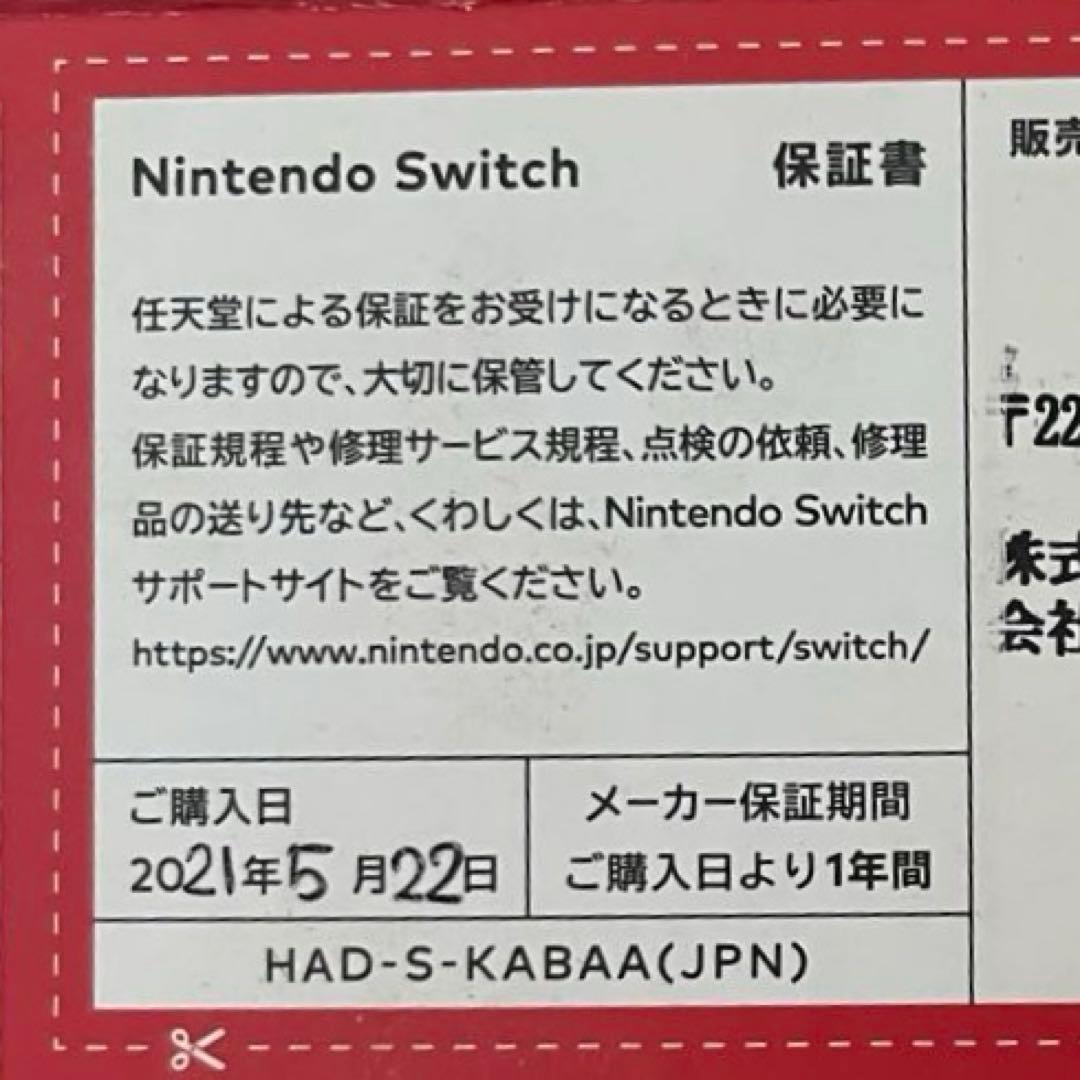 Nintendo Switch 保証書
任天堂による保証をお受けになるときに必要に
なりますので、大切に保管してください。
保証規程や修理サービス規程、点検の依頼、修理
品の送り先など、くわしくは、Nintendo Switch
サポートサイトをご覧ください。
https://www.nintendo.co.jp/support/switch/
ご購入日
2021年5月22日
メーカー保証期間
ご購入日より1年間
HAD-S-KABAA(JPN)
販売
〒22
株式
会社